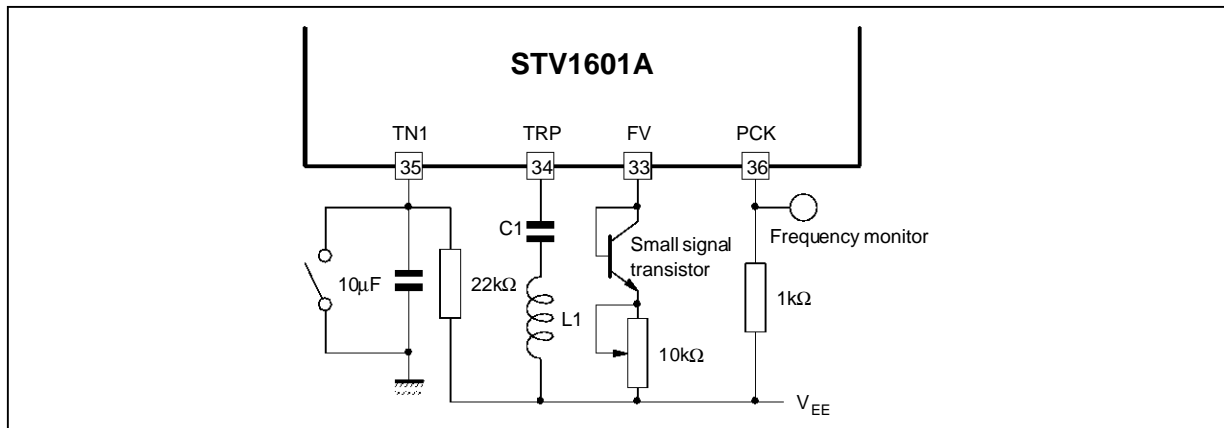 STV1601A
TN1 TRP FV PCK
35 34 33 36
C1
Small signal
transistor
Frequency monitor
10µF
22kΩ
L1
10kΩ
1kΩ
VEE